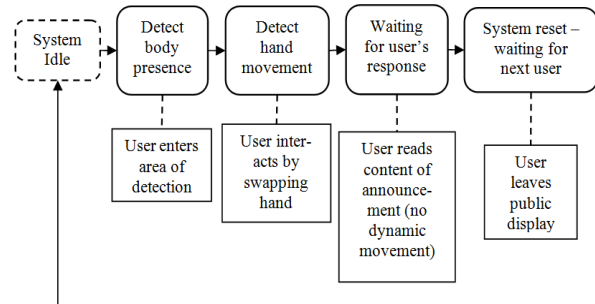 System
Idle
Detect
body
presence
Detect
hand
movement
Waiting
for user's
response
System reset –
waiting for
next user
User enters
area of
detection
User inter-
acts by
swapping
hand
User reads
content of
announce-
ment (no
dynamic
movement)
User
leaves
public
display